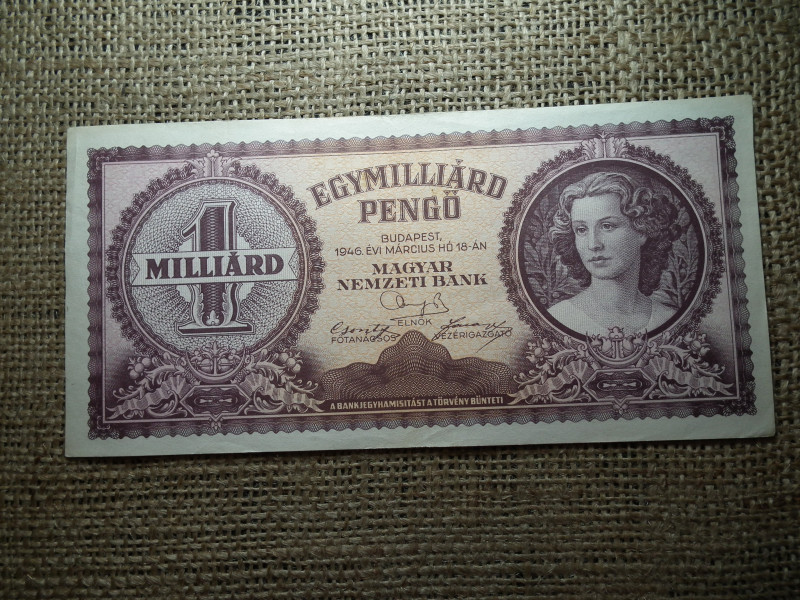 1
MILLIÁRD
EGYMILLIÁRD
PENGŐ
BUDAPEST,
1946. ÉVI MÁRCIUS HÓ 18-ÁN
MAGYAR
NEMZETI BANK
ELNÖK
FŐTANÁCSOS VEZÉRIGAZGATÓ
A BANKJEGYHAMISITÁST A TÖRVÉNY BÜNTETI